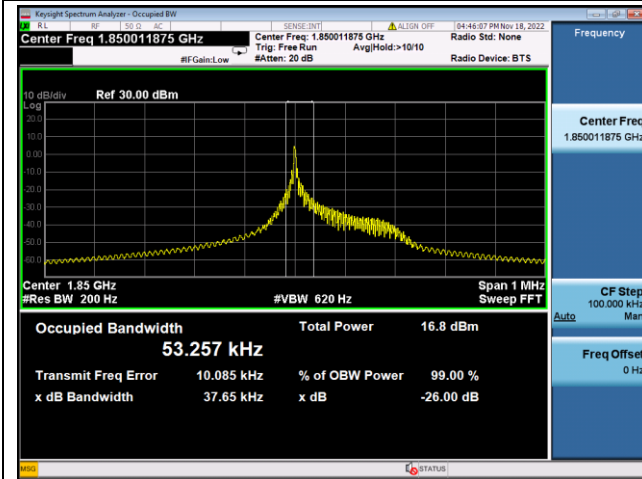 Keysight Spectrum Analyzer - Occupied BW
RL RF 50 Ω AC SENSE:INT ALIGN OFF 04:46:07 PM Nov 18, 2022
Center Freq 1.850011875 GHz
Center Freq: 1.850011875 GHz Radio Std: None
Trig: Free Run Avg|Hold:>10/10
#IFGain:Low #Atten: 20 dB Radio Device: BTS
10 dB/div Ref 30.00 dBm
Log
20.0
10.0
0.00
-10.0
-20.0
-30.0
-40.0
-50.0
-60.0
Center 1.85 GHz Span 1 MHz
#Res BW 200 Hz #VBW 620 Hz Sweep FFT
Occupied Bandwidth Total Power 16.8 dBm
53.257 kHz
Transmit Freq Error 10.085 kHz % of OBW Power 99.00 %
x dB Bandwidth 37.65 kHz x dB -26.00 dB
MSG STATUS
Frequency
Center Freq
1.850011875 GHz
CF Step
100.000 kHz
Auto Man
Freq Offset
0 Hz